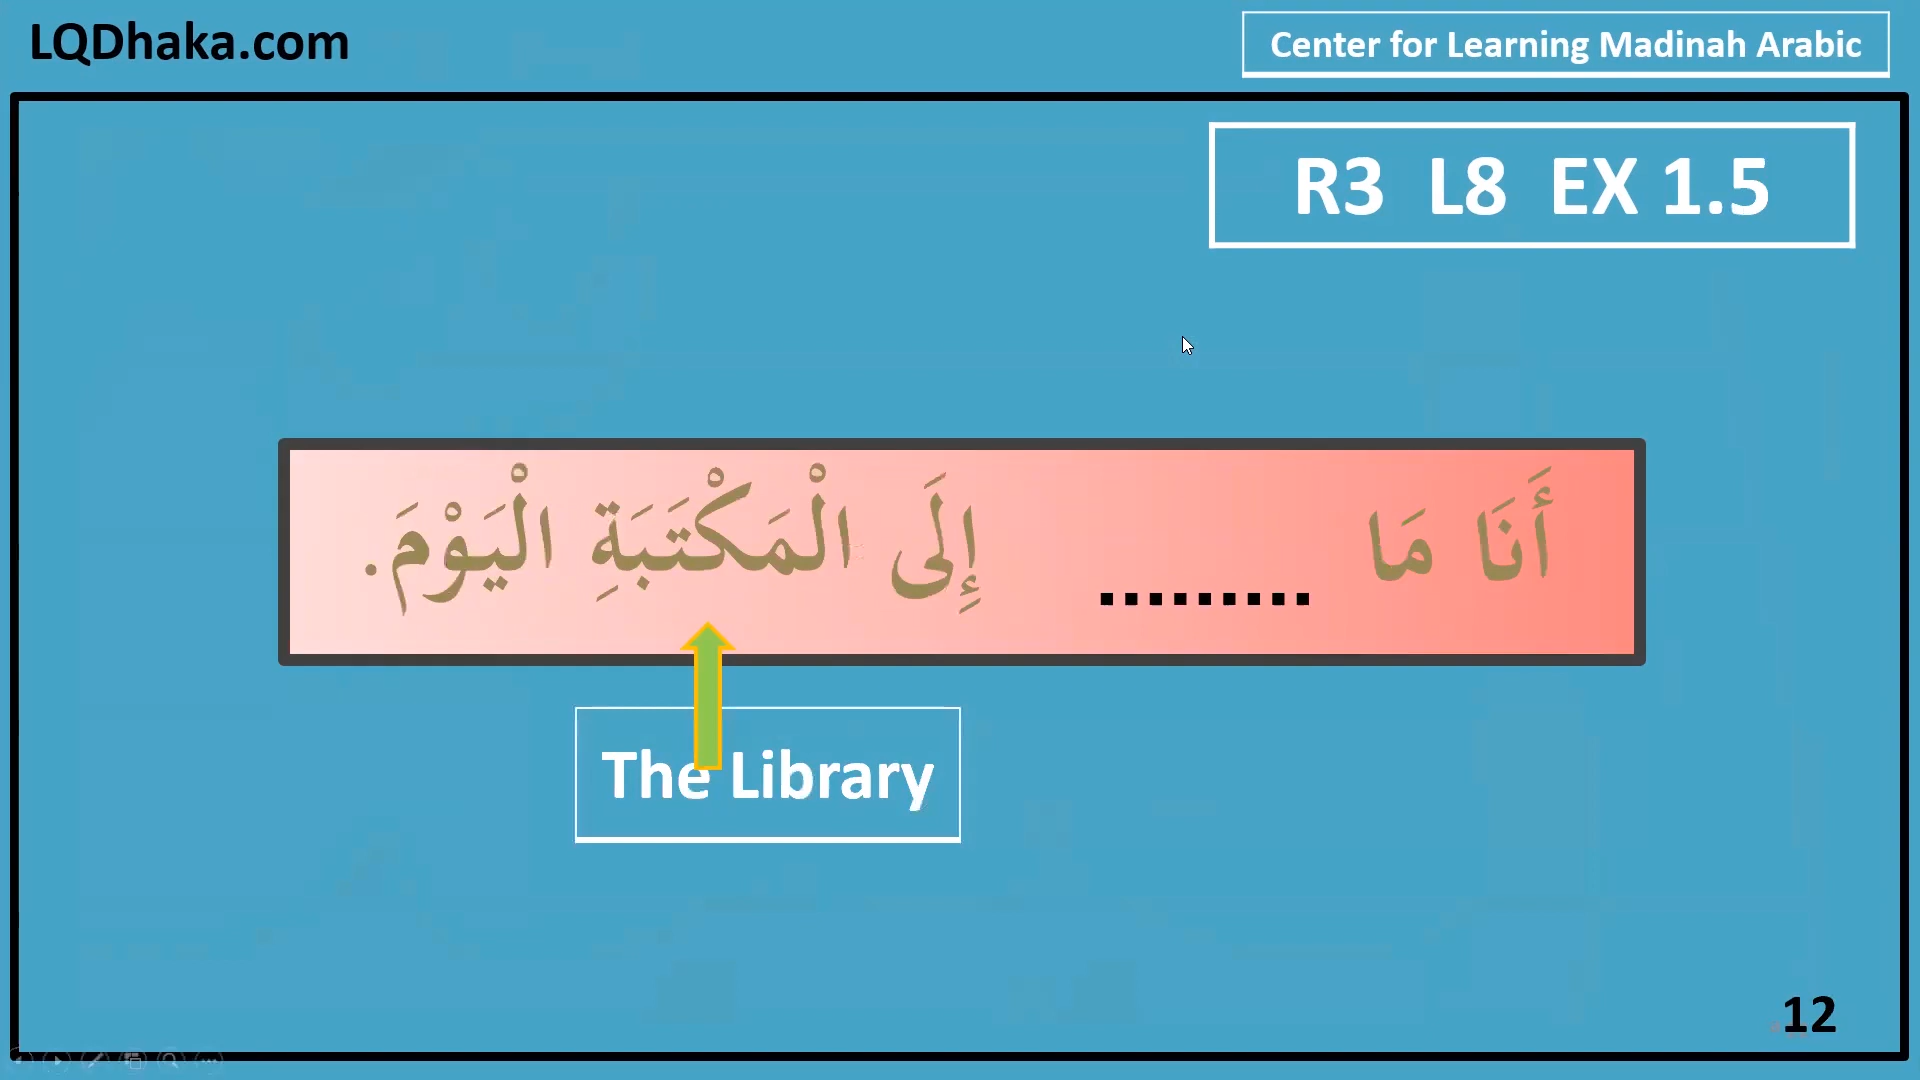 LQDhaka.com
Center for Learning Madinah Arabic
R3 L8 EX 1.5
أَنَا مَا ......... إِلَى الْمَكْتَبَةِ الْيَوْمَ.
The Library
12